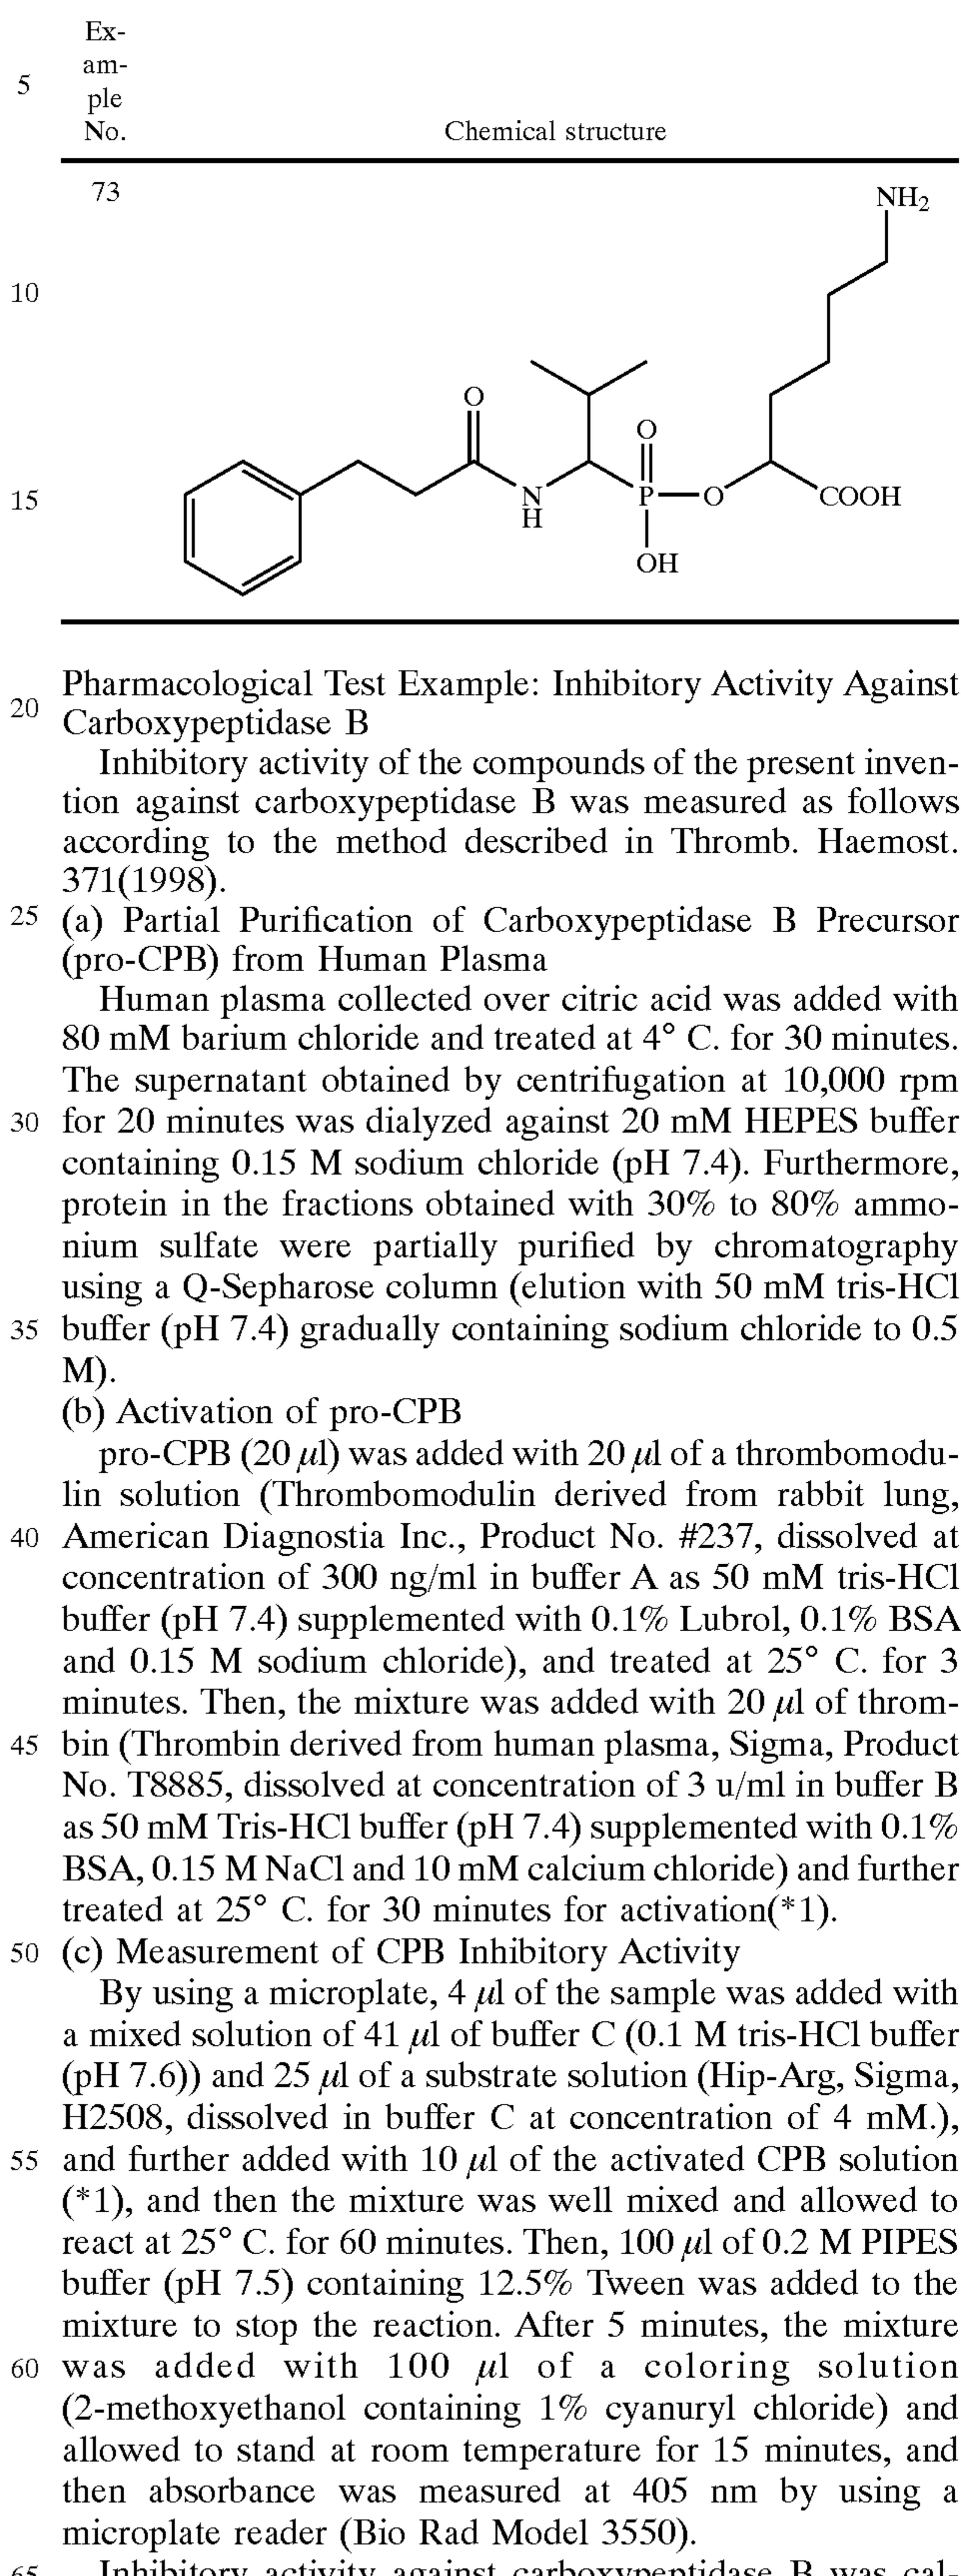 Ex-
am-
5
ple
No.
Chemical structure
73
NH2
10
O
O
15
N
H
P
O
COOH
OH
Pharmacological Test Example: Inhibitory Activity Against
20
Carboxypeptidase B
Inhibitory activity of the compounds of the present inven-
tion against carboxypeptidase B was measured as follows
according to the method described in Thromb. Haemost.
371(1998).
25 (a) Partial Purification of Carboxypeptidase B Precursor
(pro-CPB) from Human Plasma
Human plasma collected over citric acid was added with
80 mM barium chloride and treated at 4° C. for 30 minutes.
The supernatant obtained by centrifugation at 10,000 rpm
30 for 20 minutes was dialyzed against 20 mM HEPES buffer
containing 0.15 M sodium chloride (pH 7.4). Furthermore,
protein in the fractions obtained with 30% to 80% ammo-
nium sulfate were partially purified by chromatography
using a Q-Sepharose column (elution with 50 mM tris-HCl
35 buffer (pH 7.4) gradually containing sodium chloride to 0.5
M).
(b) Activation of pro-CPB
pro-CPB (20 μl) was added with 20 μl of a thrombomodu-
lin solution (Thrombomodulin derived from rabbit lung,
40 American Diagnostia Inc., Product No. #237, dissolved at
concentration of 300 ng/ml in buffer A as 50 mM tris-HCl
buffer (pH 7.4) supplemented with 0.1% Lubrol, 0.1% BSA
and 0.15 M sodium chloride), and treated at 25° C. for 3
minutes. Then, the mixture was added with 20 μl of throm-
45 bin (Thrombin derived from human plasma, Sigma, Product
No. T8885, dissolved at concentration of 3 u/ml in buffer B
as 50 mM Tris-HCl buffer (pH 7.4) supplemented with 0.1%
BSA, 0.15 M NaCl and 10 mM calcium chloride) and further
treated at 25° C. for 30 minutes for activation(*1).
50 (c) Measurement of CPB Inhibitory Activity
By using a microplate, 4 μl of the sample was added with
a mixed solution of 41 μl of buffer C (0.1 M tris-HCl buffer
(pH 7.6)) and 25 μl of a substrate solution (Hip-Arg, Sigma,
H2508, dissolved in buffer C at concentration of 4 mM.),
55 and further added with 10 μl of the activated CPB solution
(*1), and then the mixture was well mixed and allowed to
react at 25° C. for 60 minutes. Then, 100 μl of 0.2 M PIPES
buffer (pH 7.5) containing 12.5% Tween was added to the
mixture to stop the reaction. After 5 minutes, the mixture
60 was added with 100 μl of a coloring solution
(2-methoxyethanol containing 1% cyanuryl chloride) and
allowed to stand at room temperature for 15 minutes, and
then absorbance was measured at 405 nm by using a
microplate reader (Bio Rad Model 3550).
65 Inhibitory activity against carboxypeptidase B was cal-